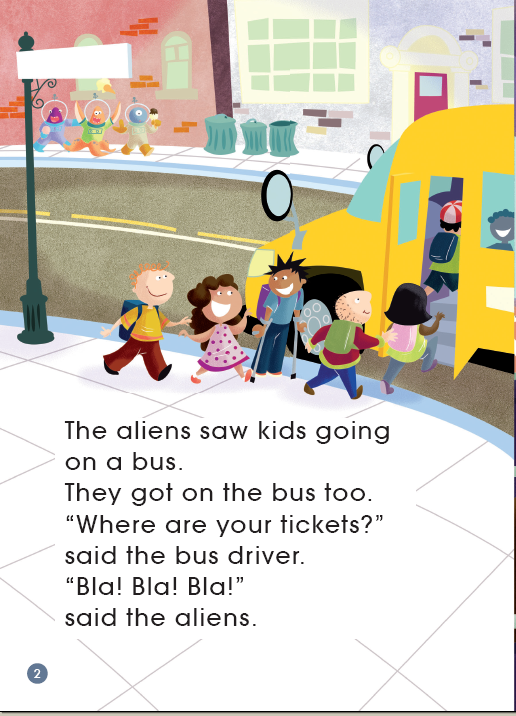 The aliens saw kids going
on a bus.
They got on the bus too.
“Where are your tickets?”
said the bus driver.
“Bla! Bla! Bla!”
said the aliens.
2